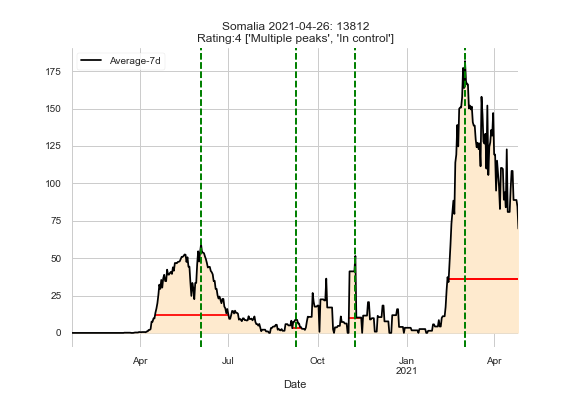 Somalia 2021-04-26: 13812
Rating:4 ['Multiple peaks', 'In control']
Average-7d
175
150
125
100
75
50
25
0
Apr
Jul
Oct
Jan
2021
Apr
Date